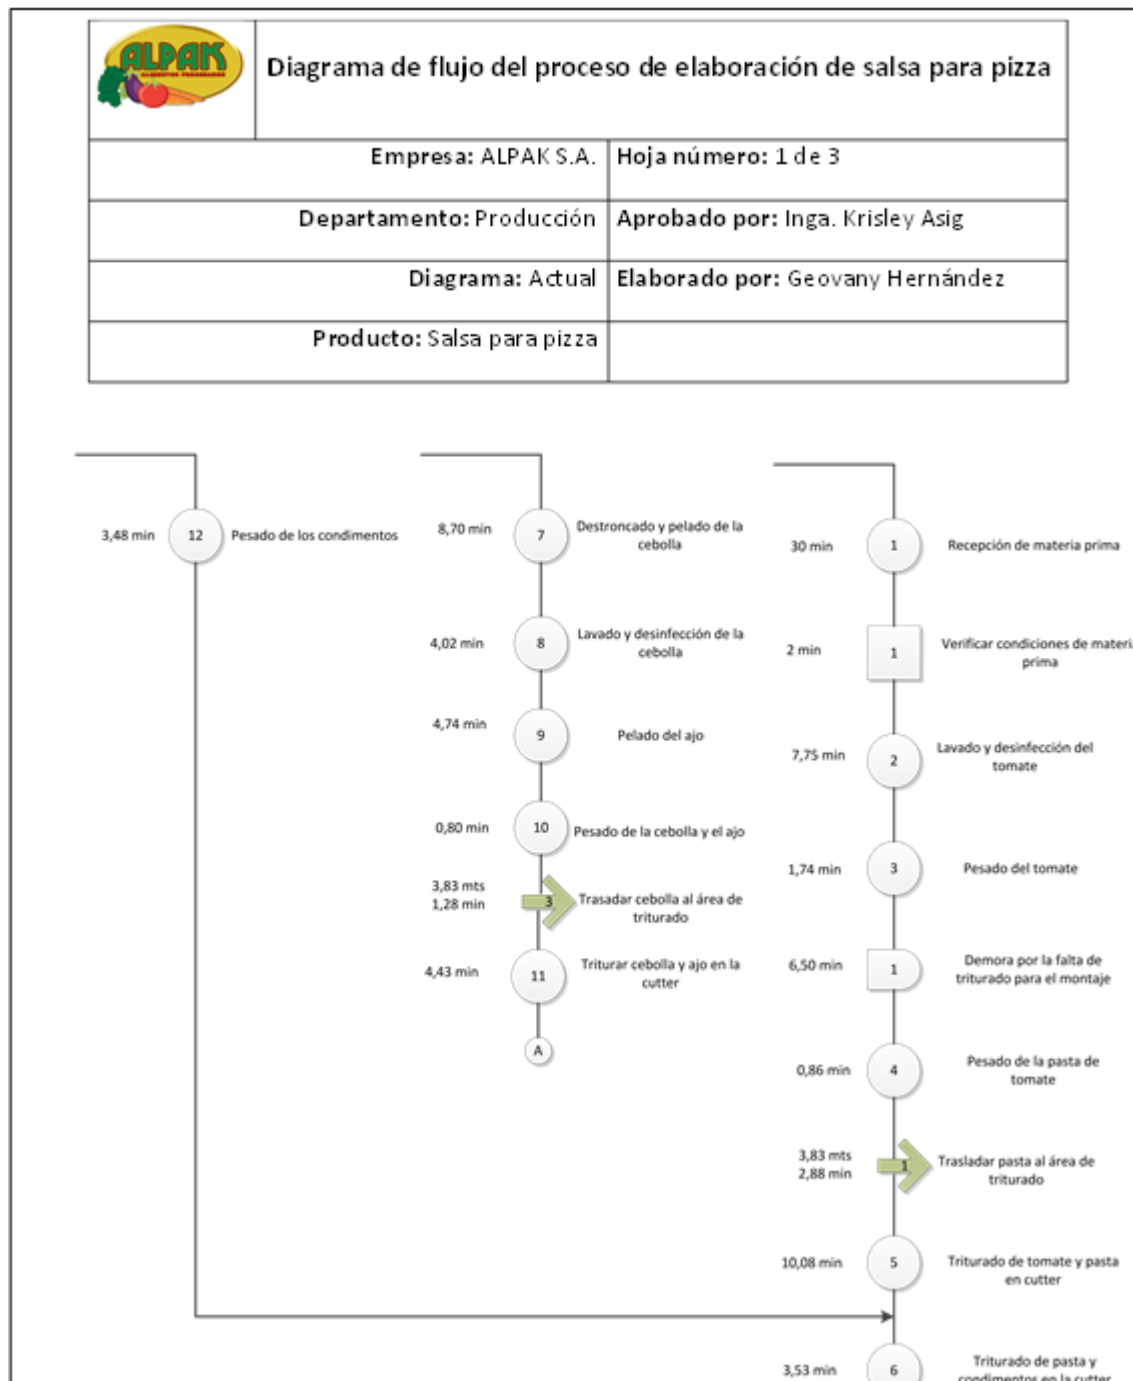 ALPAK
ALIMENTOS PROCESADOS
Diagrama de flujo del proceso de elaboración de salsa para pizza
Empresa: ALPAK S.A.
Hoja número: 1 de 3
Departamento: Producción
Aprobado por: Inga. Krisley Asig
Diagrama: Actual
Elaborado por: Geovany Hernández
Producto: Salsa para pizza
3,48 min
12
Pesado de los condimentos
8,70 min
7
Destroncado y pelado de la
cebolla
4,02 min
8
Lavado y desinfección de la
cebolla
4,74 min
9
Pelado del ajo
0,80 min
10
Pesado de la cebolla y el ajo
3,83 mts
1,28 min
3
Trasadar cebolla al área de
triturado
4,43 min
11
Triturar cebolla y ajo en la
cutter
A
30 min
1
Recepción de materia prima
2 min
1
Verificar condiciones de materi
prima
7,75 min
2
Lavado y desinfección del
tomate
1,74 min
3
Pesado del tomate
6,50 min
1
Demora por la falta de
triturado para el montaje
0,86 min
4
Pesado de la pasta de
tomate
3,83 mts
2,88 min
1
Trasladar pasta al área de
triturado
10,08 min
5
Triturado de tomate y pasta
en cutter
3,53 min
6
Triturado de pasta y
condimentos en la cutter